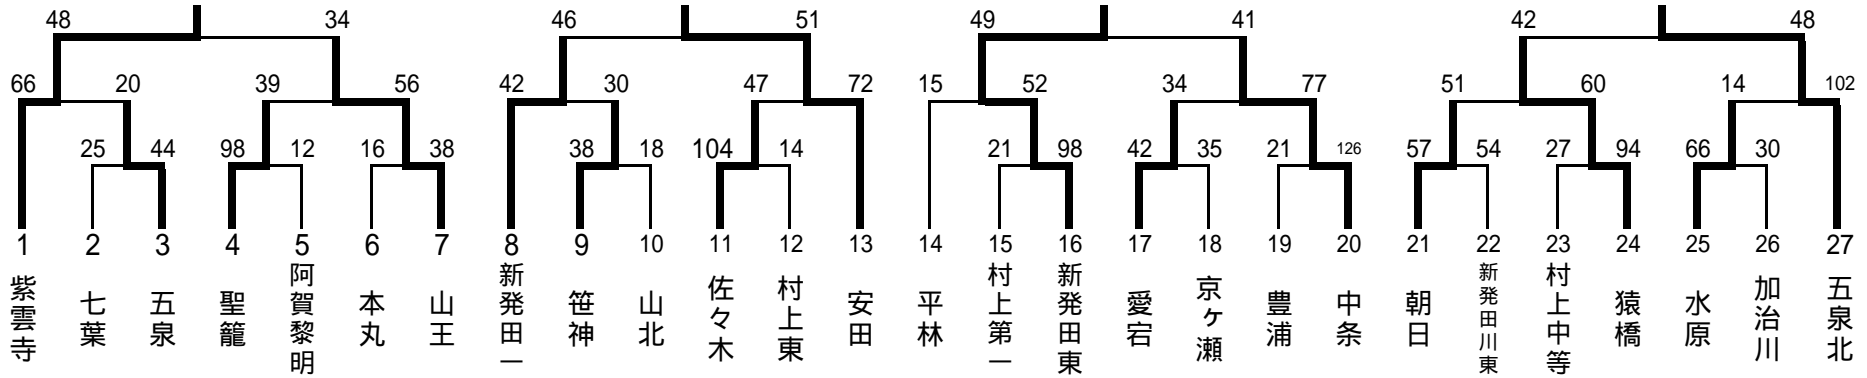 48 34 46 51 49 41 42 48
66 20 39 56 42 30 47 72 15 52 34 77 51 60 14 102
25 44 98 12 16 38 38 18 104 14 21 98 42 35 21 126 57 54 27 94 66 30
1 2 3 4 5 6 7 8 9 10 11 12 13 14 15 16 17 18 19 20 21 22 23 24 25 26 27
紫雲寺
七葉
五泉
聖籠
阿賀黎明
本丸
山王
新発田一
笹神
山北
佐々木
村上東
安田
平林
村上第一
新発田東
愛宕
京ヶ瀬
豊浦
中条
朝日
新発田川東
村上中等
猿橋
水原
加治川
五泉北